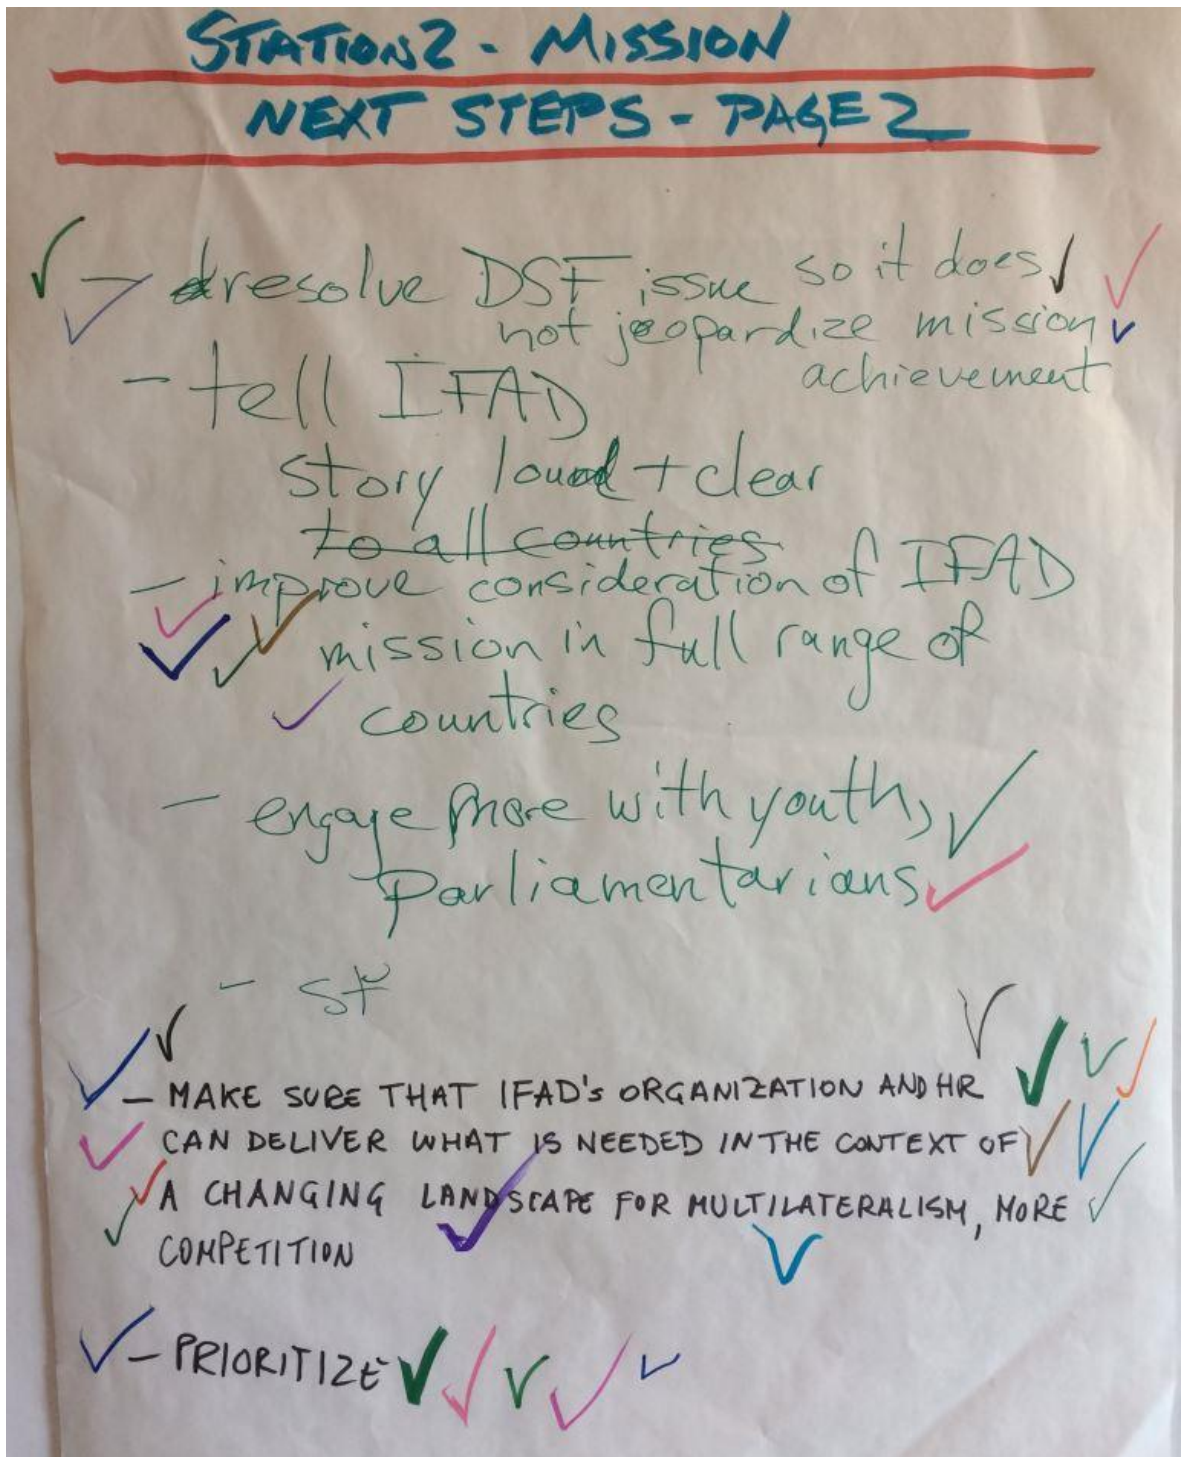 STATION 2 - MISSION
NEXT STEPS - PAGE 2
- resolve DSF issue so it does
not jeopardize mission
achievement
- tell IFAD
story loud + clear
to all countries
- improve consideration of IFAD
mission in full range of
countries
- engage more with youth,
parliamentarians
- st
- MAKE SURE THAT IFAD'S ORGANIZATION AND HR
CAN DELIVER WHAT IS NEEDED IN THE CONTEXT OF
A CHANGING LANDSCAPE FOR MULTILATERALISM, MORE
COMPETITION
- PRIORITIZE